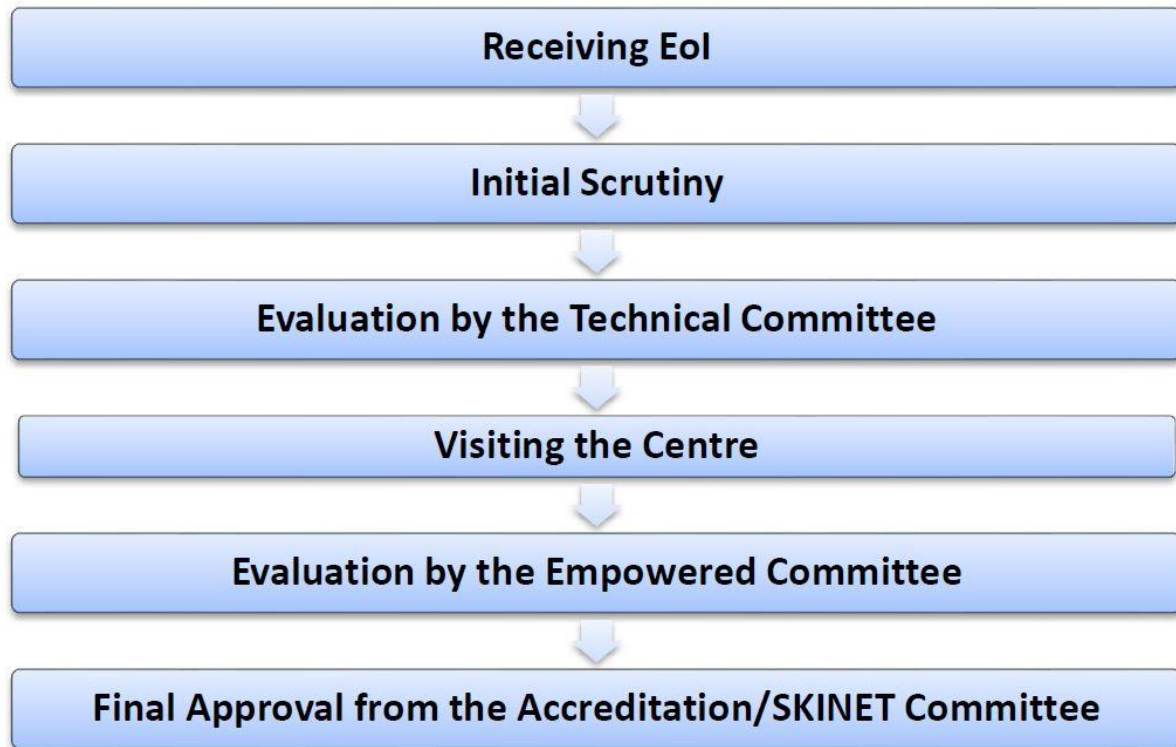 Receiving EoI
Initial Scrutiny
Evaluation by the Technical Committee
Visiting the Centre
Evaluation by the Empowered Committee
Final Approval from the Accreditation/SKINET Committee